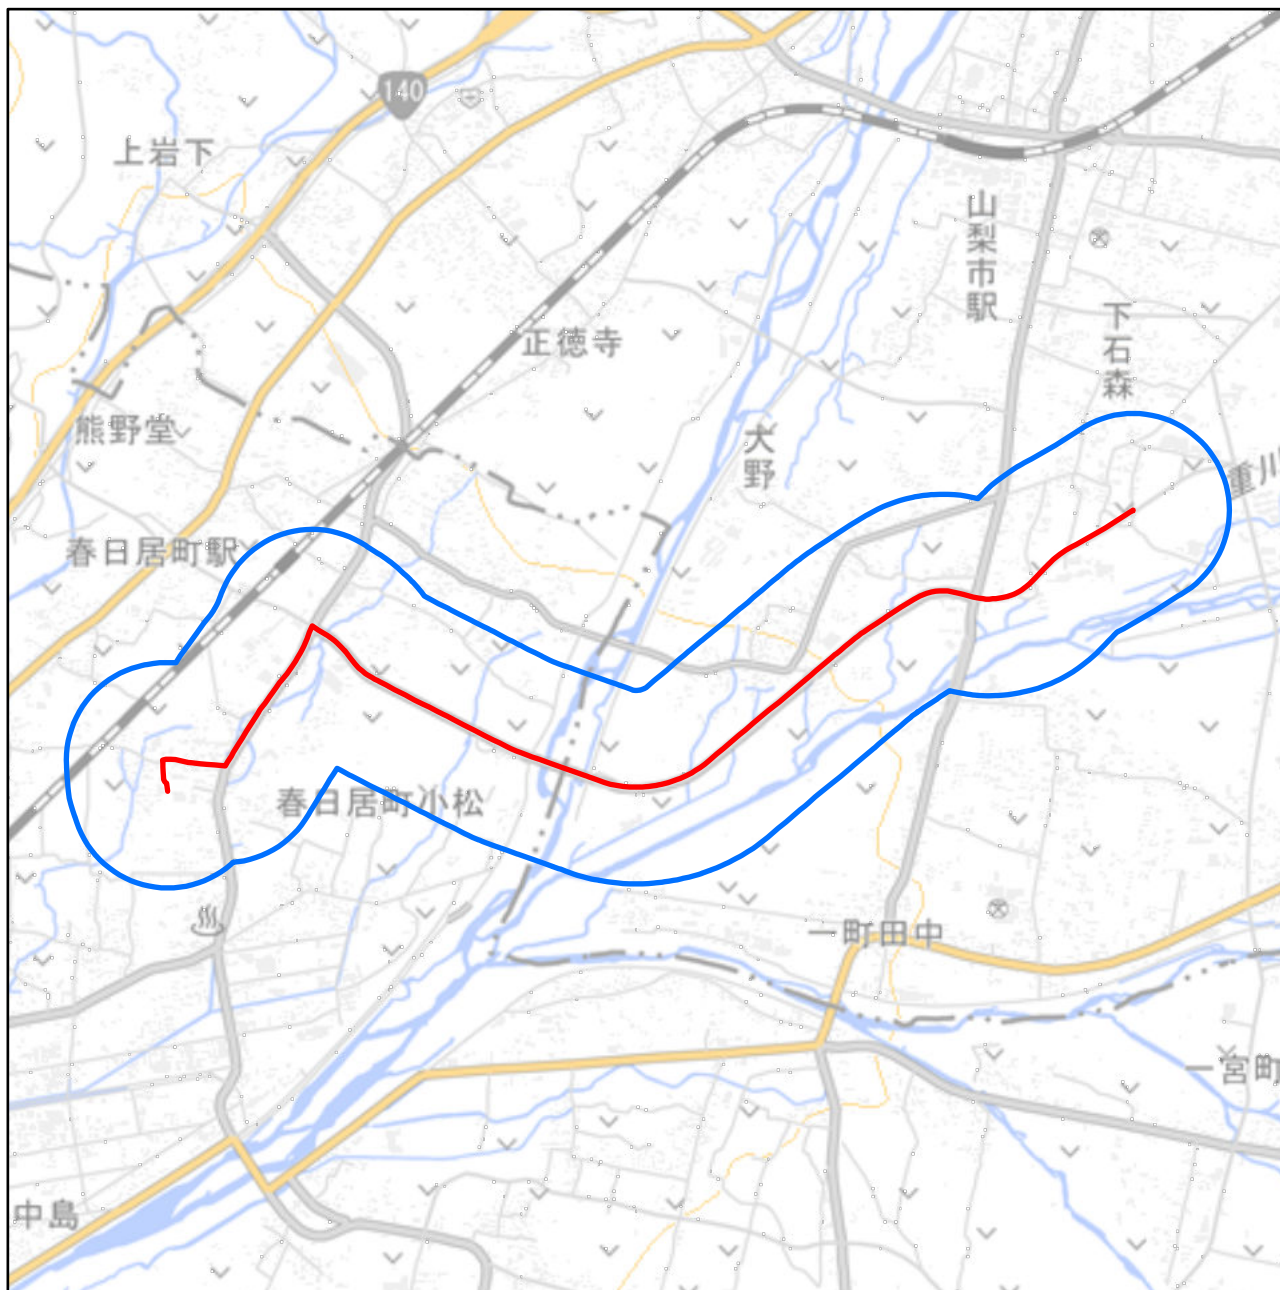 140
上岩下
山梨市駅
下石森
正徳寺
熊野堂
大野
重川
春日居町駅
春日居町小松
一町田中
一宮町
中島